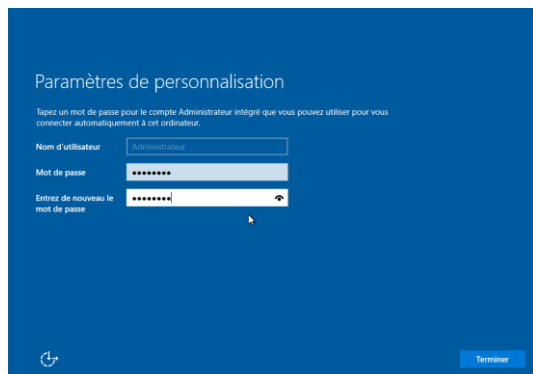 Paramètres de personnalisation
Tapez un mot de passe pour le compte Administrateur intégré que vous pouvez utiliser pour vous
connecter automatiquement à cet ordinateur.
Nom d'utilisateur
Administrateur
Mot de passe
••••••••
Entrez de nouveau le
mot de passe
••••••••
Terminer